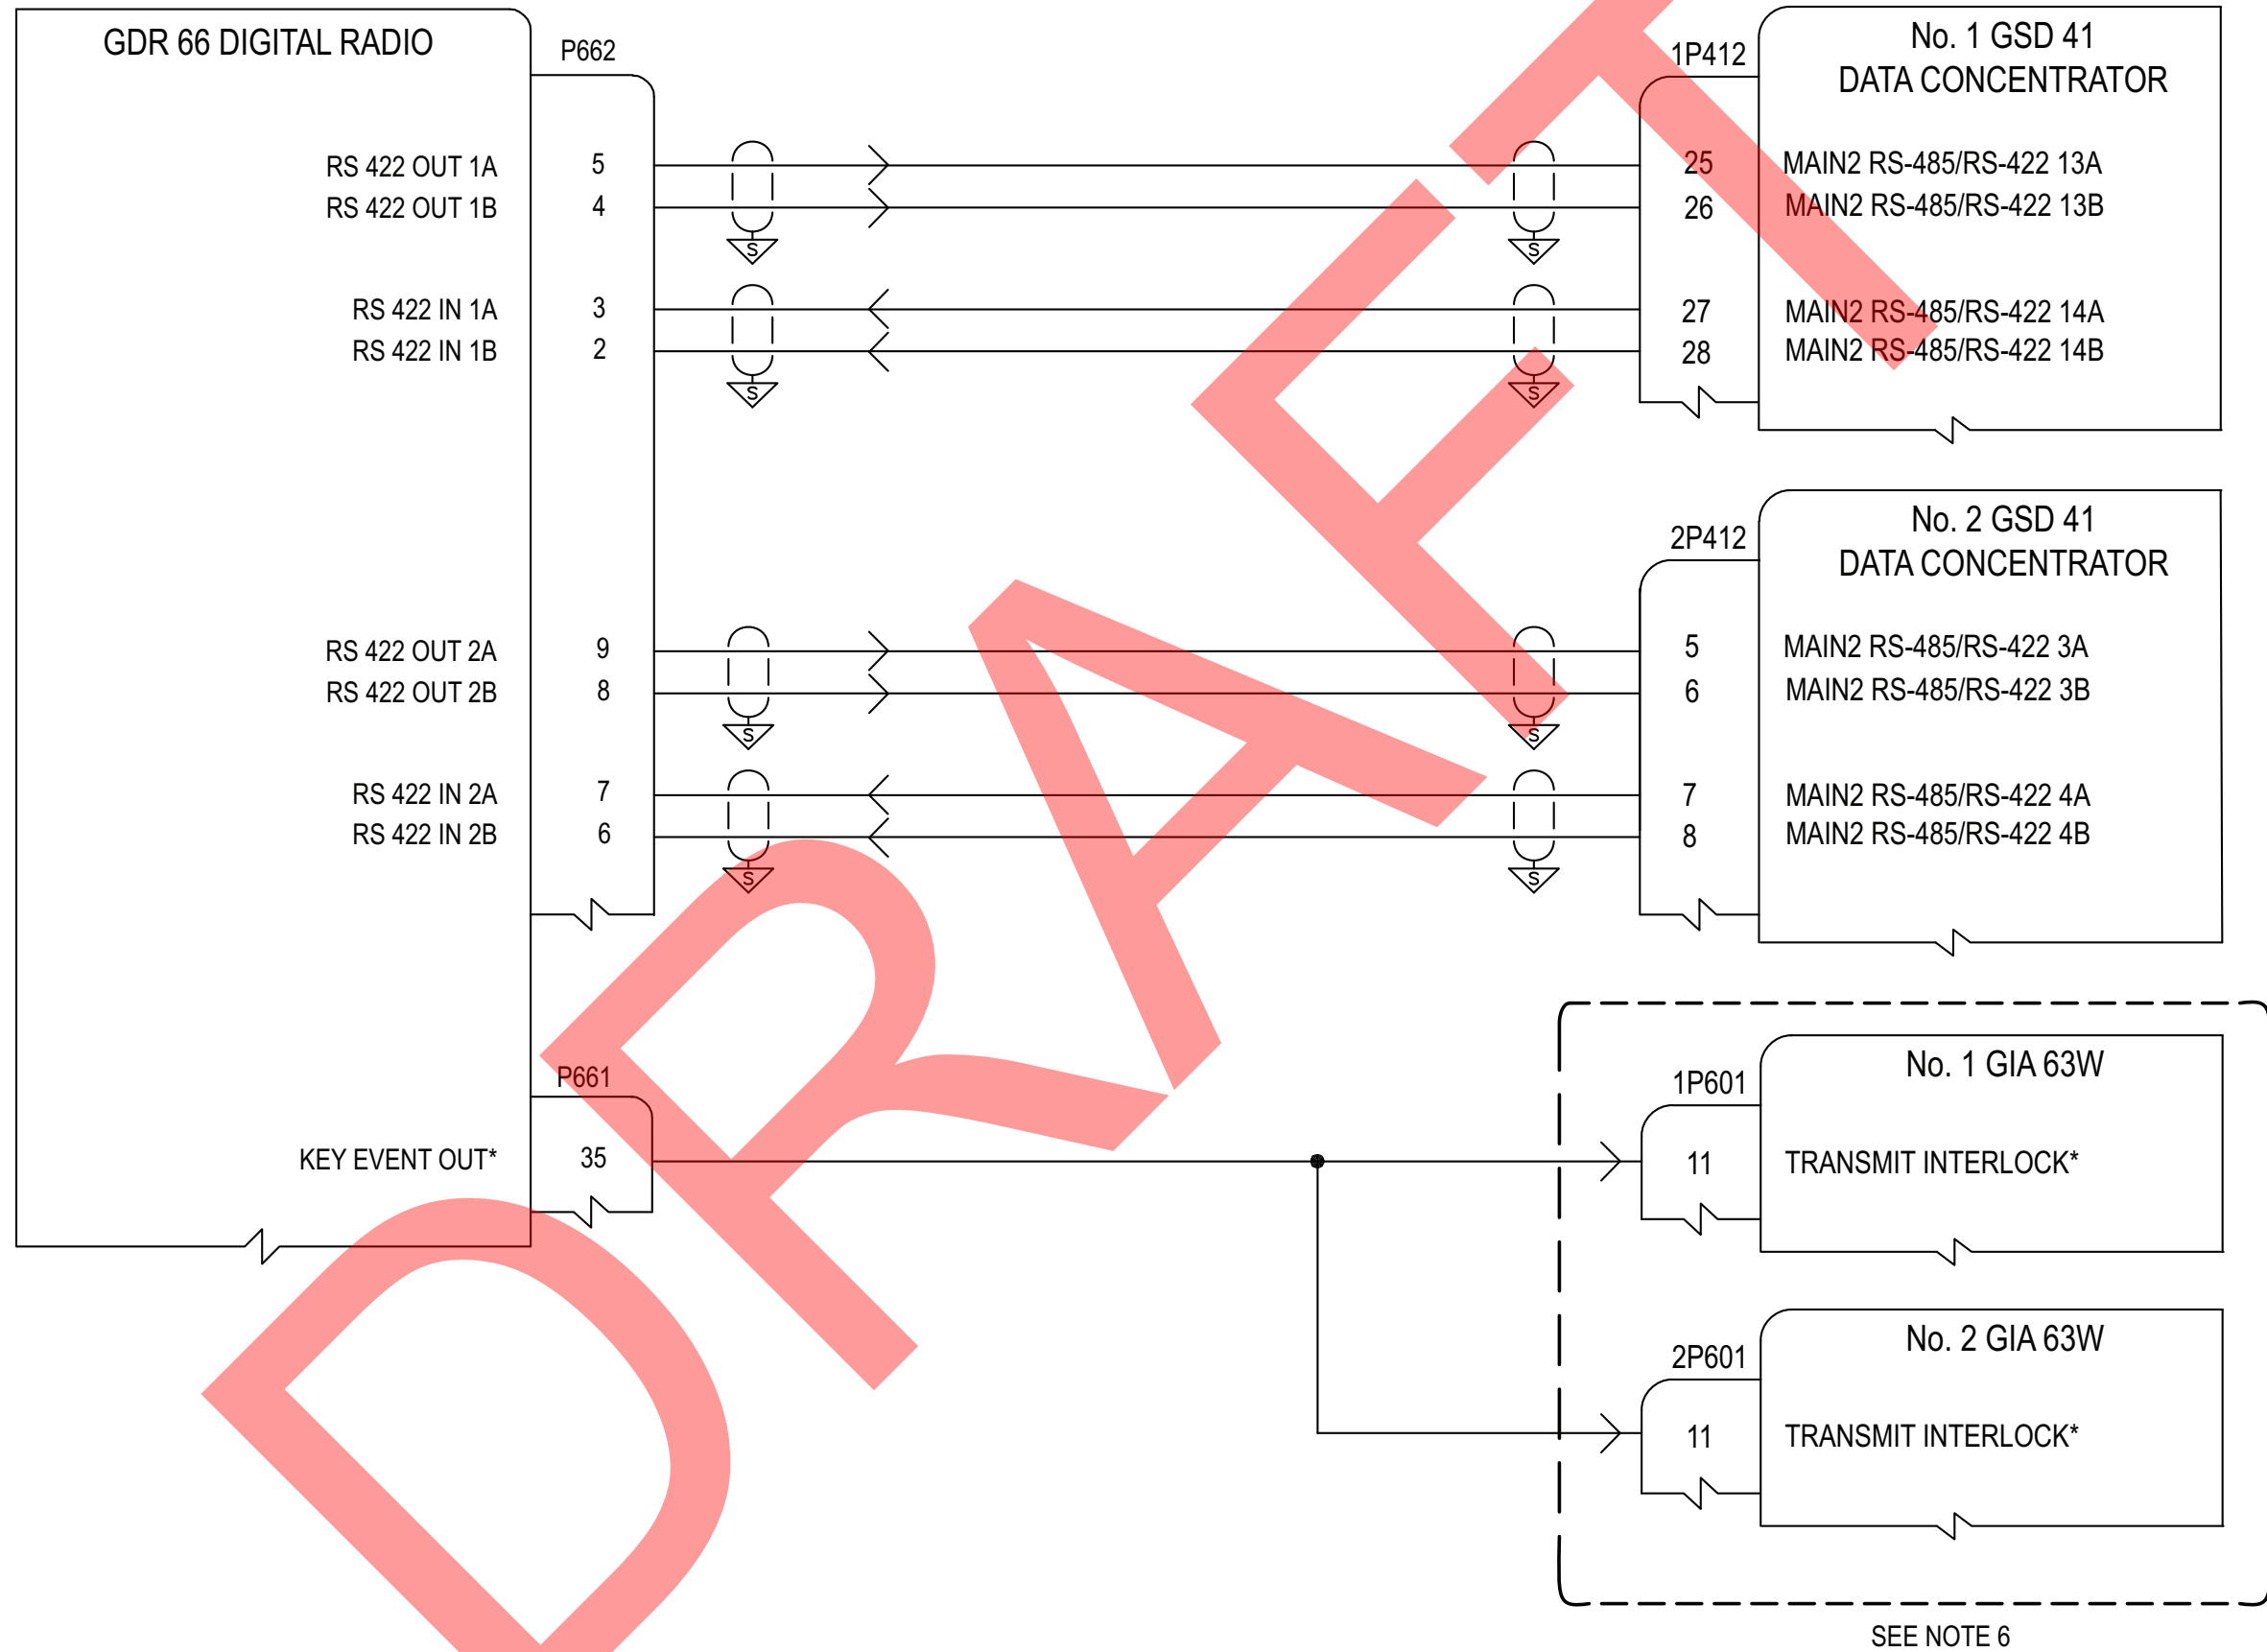 GDR 66 DIGITAL RADIO
P662
RS 422 OUT 1A 5
RS 422 OUT 1B 4
RS 422 IN 1A 3
RS 422 IN 1B 2
RS 422 OUT 2A 9
RS 422 OUT 2B 8
RS 422 IN 2A 7
RS 422 IN 2B 6
P661
KEY EVENT OUT* 35
S S
S S
S S
S S
1P412
No. 1 GSD 41
DATA CONCENTRATOR
25 MAIN2 RS-485/RS-422 13A
26 MAIN2 RS-485/RS-422 13B
27 MAIN2 RS-485/RS-422 14A
28 MAIN2 RS-485/RS-422 14B
2P412
No. 2 GSD 41
DATA CONCENTRATOR
5 MAIN2 RS-485/RS-422 3A
6 MAIN2 RS-485/RS-422 3B
7 MAIN2 RS-485/RS-422 4A
8 MAIN2 RS-485/RS-422 4B
1P601
No. 1 GIA 63W
11 TRANSMIT INTERLOCK*
2P601
No. 2 GIA 63W
11 TRANSMIT INTERLOCK*
SEE NOTE 6
DRAFT